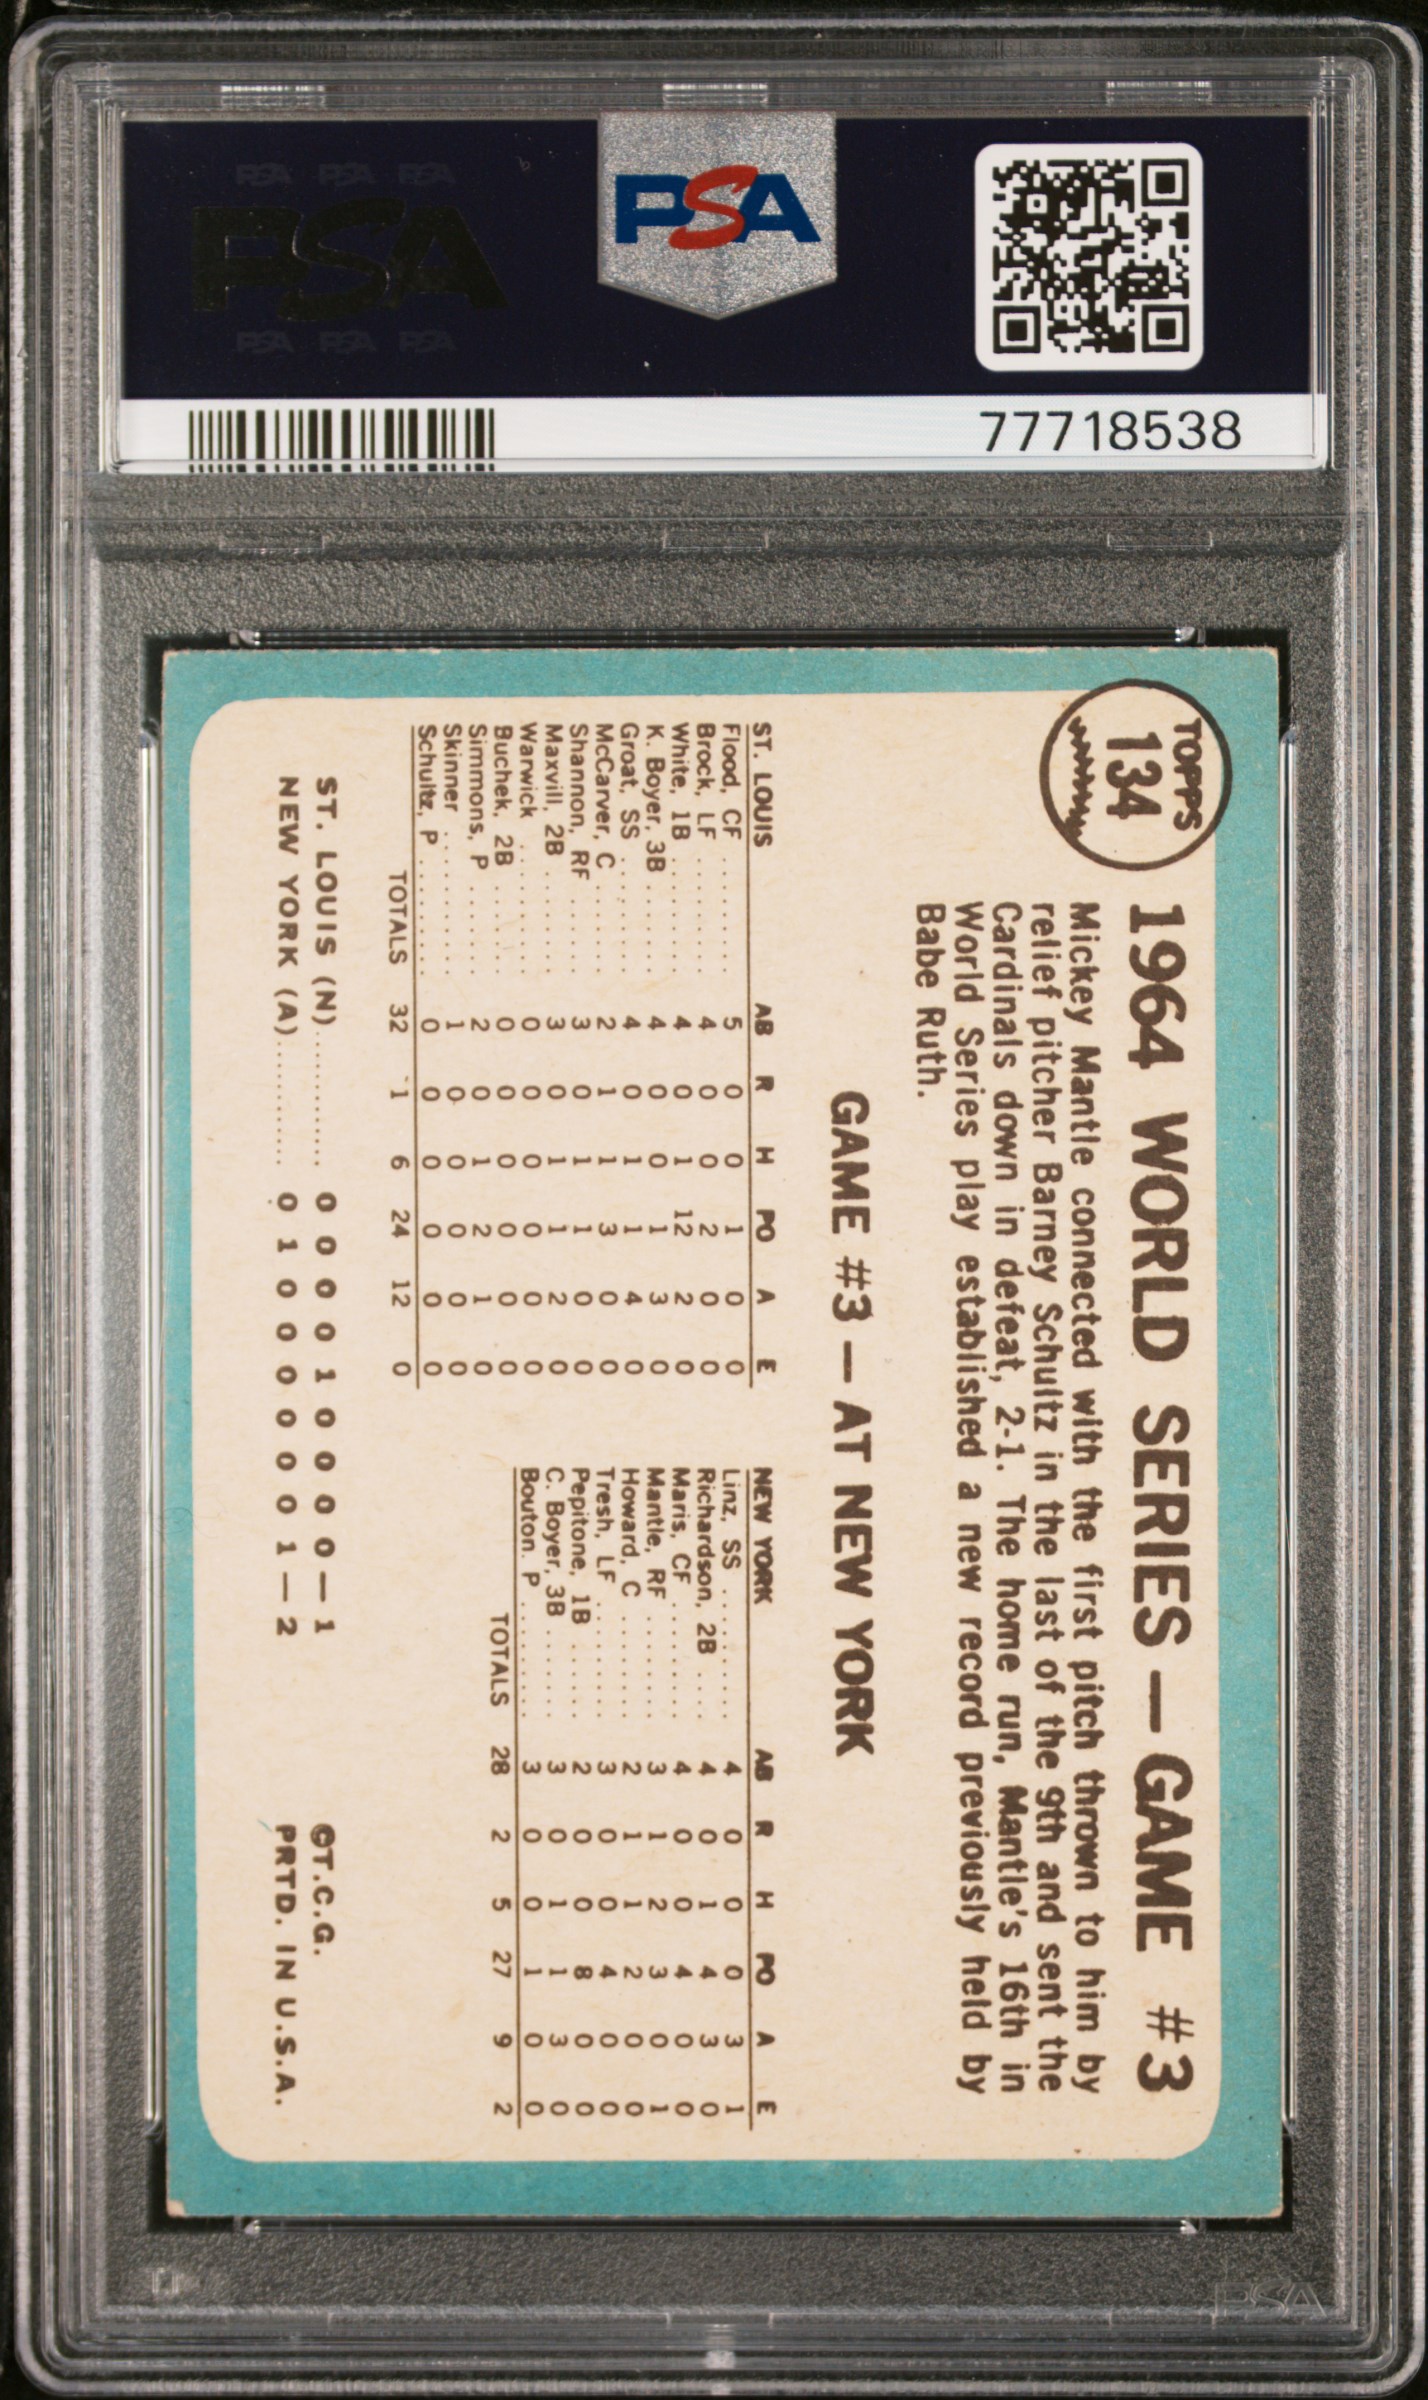 PSA PSA PSA
PSA
PSA PSA PSA
PSA
77718538
TOPPS
134
1964 WORLD SERIES — GAME #3
Mickey Mantle connected with the first pitch thrown to him by
relief pitcher Barney Schultz in the last of the 9th and sent the
Cardinals down in defeat, 2-1. The home run, Mantle's 16th in
World Series play established a new record previously held by
Babe Ruth.
GAME #3 — AT NEW YORK
ST. LOUIS AB R H PO A E
Flood, CF ......... 5 0 0 1 0 0
Brock, LF ......... 4 0 0 2 0 0
White, 1B ......... 4 0 1 12 2 0
K. Boyer, 3B ....... 4 0 0 1 3 0
Groat, SS ......... 4 0 1 1 4 0
McCarver, C ....... 2 1 1 3 0 0
Shannon, RF ....... 3 0 1 1 0 0
Maxvill, 2B ........ 3 0 1 1 2 0
Warwick .......... 0 0 0 0 0 0
Buchek, 2B ....... 0 0 0 0 0 0
Simmons, P ....... 2 0 1 2 1 0
Skinner .......... 1 0 0 0 0 0
Schultz, P ......... 0 0 0 0 0 0
TOTALS 32 1 6 24 12 0
NEW YORK AB R H PO A E
Linz, SS ......... 4 0 0 0 3 1
Richardson, 2B .... 4 0 1 4 3 0
Maris, CF ......... 4 0 0 4 0 0
Mantle, RF ........ 3 1 2 3 0 1
Howard, C ........ 2 1 1 2 0 0
Tresh, LF ......... 3 0 0 4 0 0
Pepitone, 1B ...... 2 0 0 8 0 0
C. Boyer, 3B ....... 3 0 1 1 3 0
Bouton. P ......... 3 0 0 1 0 0
TOTALS 28 2 5 27 9 2
ST. LOUIS (N)............ 0 0 0 0 1 0 0 0 0 — 1
NEW YORK (A)............ 0 1 0 0 0 0 0 0 1 — 2
©T.C.G.
PRTD. IN U.S.A.
PSA